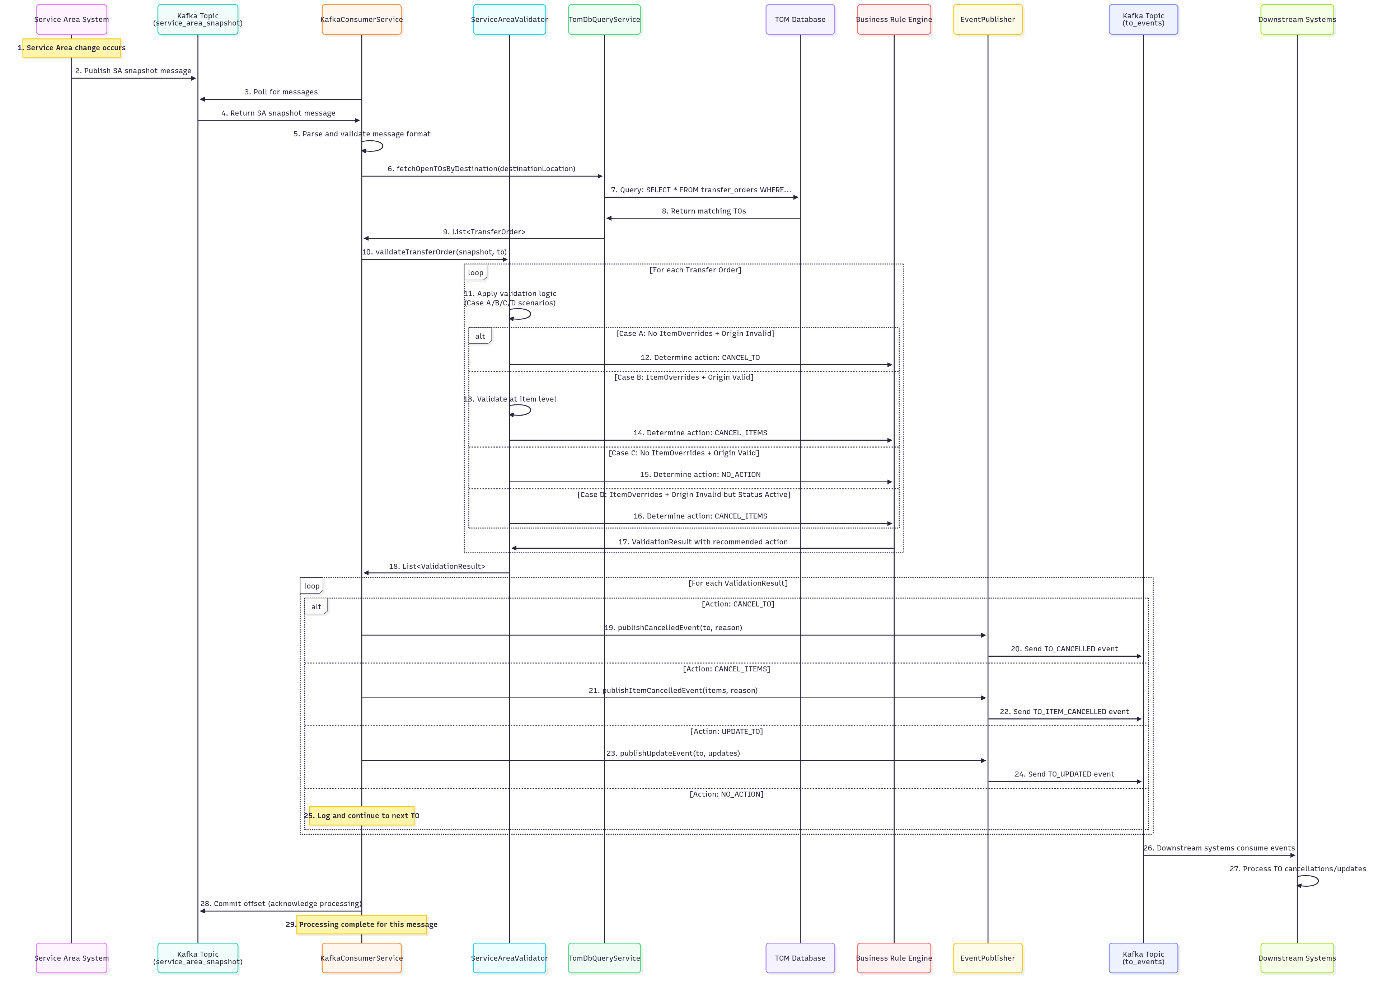 Service Area System
Kafka Topic
(service_area_snapshot)
KafkaConsumerService
ServiceAreaValidator
TomDbQueryService
TOM Database
Business Rule Engine
EventPublisher
Kafka Topic
(to_events)
Downstream Systems
1. Service Area change occurs
2. Publish SA snapshot message
3. Poll for messages
4. Return SA snapshot message
5. Parse and validate message format
6. fetchOpenTOsByDestination(destinationLocation)
7. Query: SELECT * FROM transfer_orders WHERE...
8. Return matching TOs
9. List<TransferOrder>
10. validateTransferOrder(snapshot, to)
loop
[For each Transfer Order]
11. Apply validation logic
(Case A/B/C/D scenarios)
alt
[Case A: No ItemOverrides + Origin Invalid]
12. Determine action: CANCEL_TO
[Case B: ItemOverrides + Origin Valid]
13. Validate at item level
14. Determine action: CANCEL_ITEMS
[Case C: No ItemOverrides + Origin Valid]
15. Determine action: NO_ACTION
[Case D: ItemOverrides + Origin Invalid but Status Active]
16. Determine action: CANCEL_ITEMS
17. ValidationResult with recommended action
18. List<ValidationResult>
loop
[For each ValidationResult]
alt
[Action: CANCEL_TO]
19. publishCancelledEvent(to, reason)
20. Send TO_CANCELLED event
[Action: CANCEL_ITEMS]
21. publishItemCancelledEvent(items, reason)
22. Send TO_ITEM_CANCELLED event
[Action: UPDATE_TO]
23. publishUpdateEvent(to, updates)
24. Send TO_UPDATED event
[Action: NO_ACTION]
25. Log and continue to next TO
26. Downstream systems consume events
27. Process TO cancellations/updates
28. Commit offset (acknowledge processing)
29. Processing complete for this message
Service Area System
Kafka Topic
(service_area_snapshot)
KafkaConsumerService
ServiceAreaValidator
TomDbQueryService
TOM Database
Business Rule Engine
EventPublisher
Kafka Topic
(to_events)
Downstream Systems